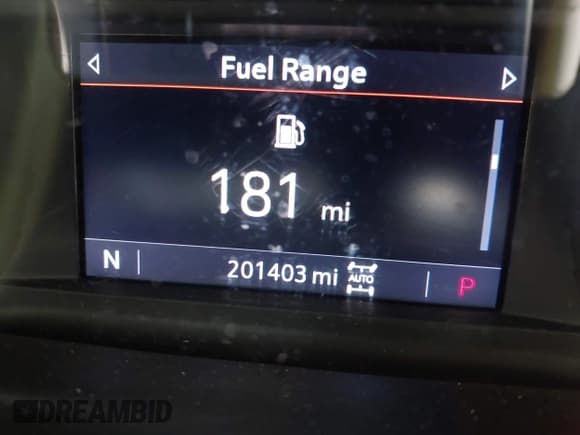 Fuel Range
181 mi
N 201403 mi AUTO P
DREAMBID